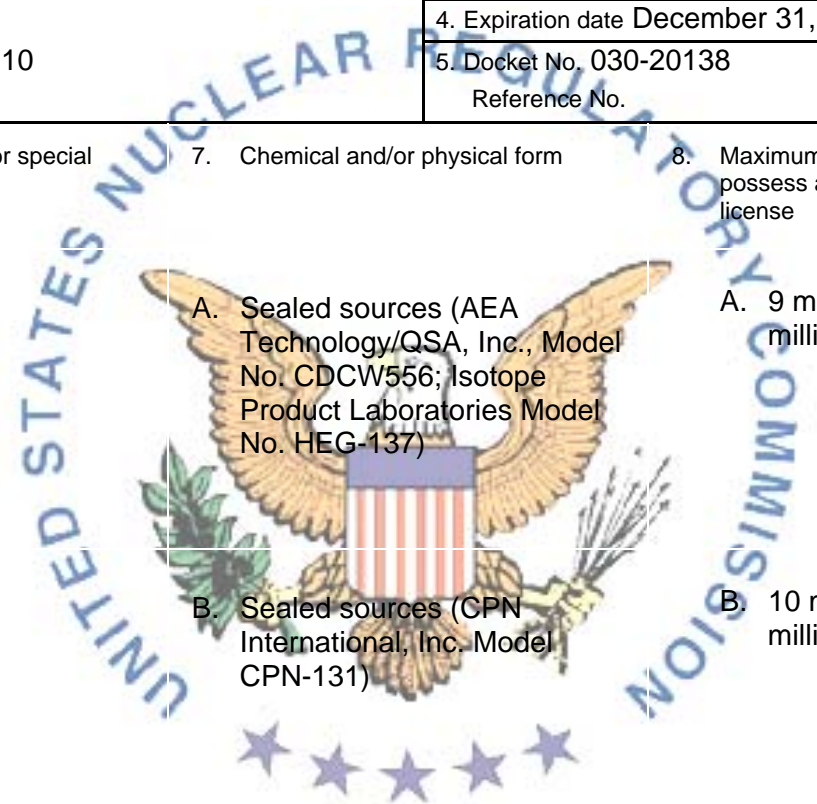 4. Expiration date December 31,
10
5. Docket No. 030-20138
Reference No.
or special
7. Chemical and/or physical form
8. Maximum
possess a
license
A. Sealed sources (AEA
Technology/QSA, Inc., Model
No. CDCW556; Isotope
Product Laboratories Model
No. HEG-137)
A. 9 m
milli
B. Sealed sources (CPN
International, Inc. Model
CPN-131)
B. 10 m
milli
UNITED STATES NUCLEAR REGULATORY COMMISSION